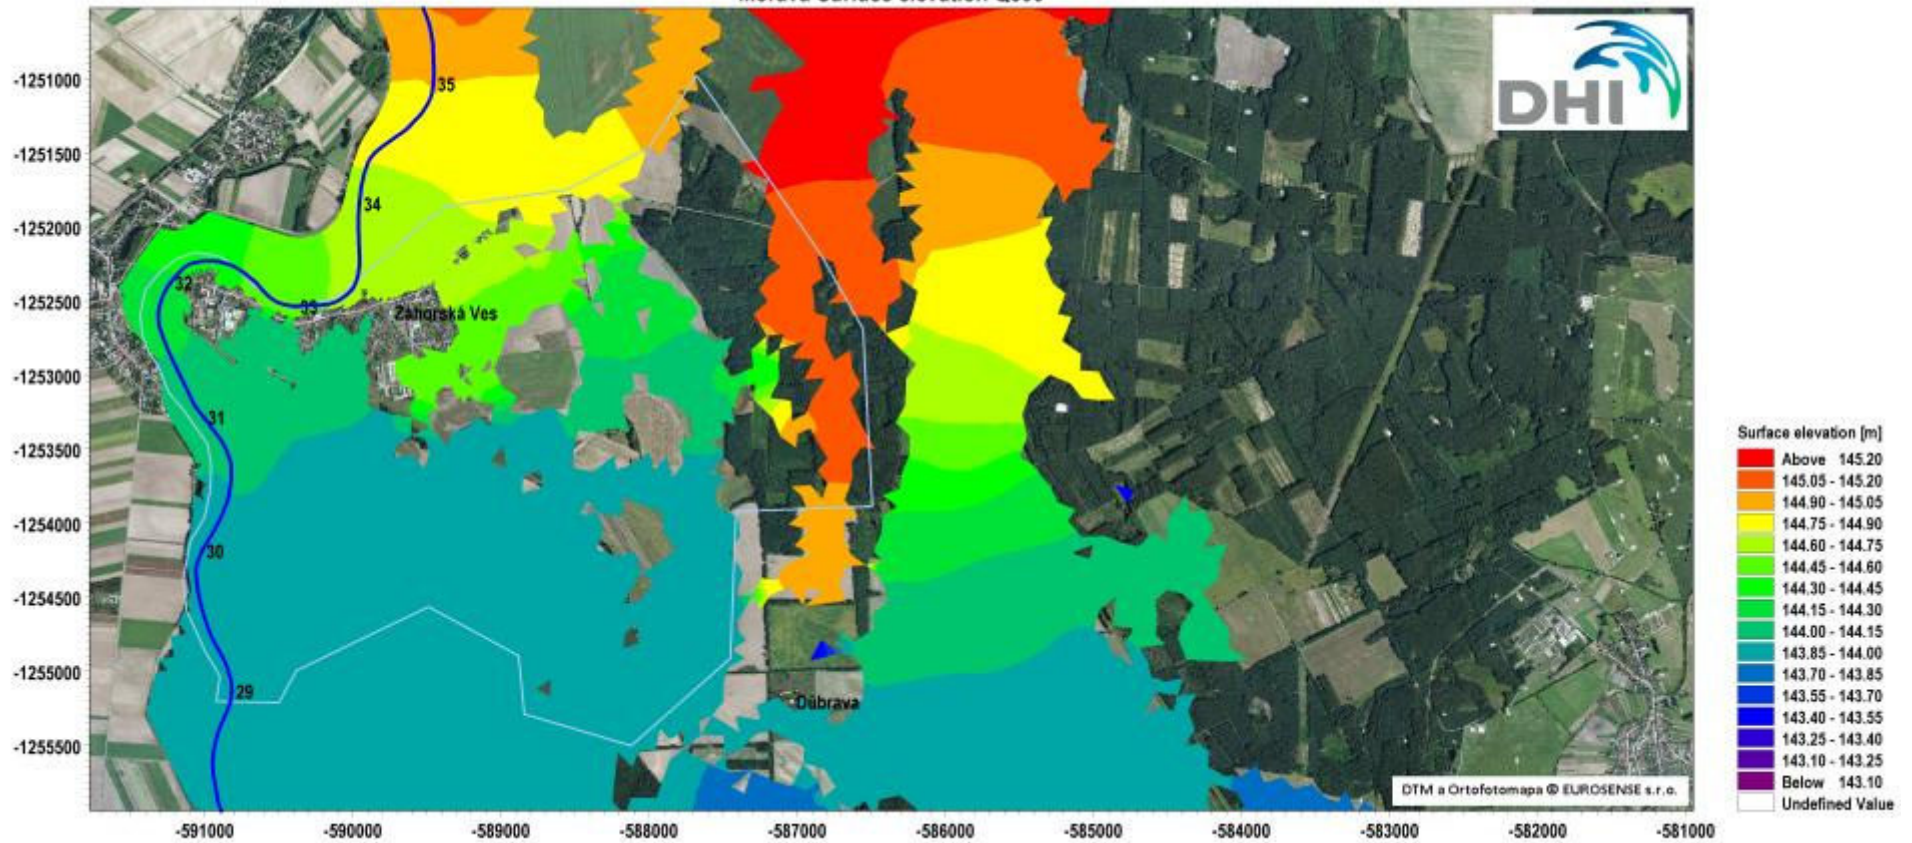 -1251000
-1251500
-1252000
-1252500
-1253000
-1253500
-1254000
-1254500
-1255000
-1255500
35
34
33
32
31
30
29
Záhorská Ves
Dúbrava
DHI
DTM a Ortofotomapa © EUROSENSE s.r.o.
-591000 -590000 -589000 -588000 -587000 -586000 -585000 -584000 -583000 -582000 -581000
Surface elevation [m]
Above 145.20
145.05 - 145.20
144.90 - 145.05
144.75 - 144.90
144.60 - 144.75
144.45 - 144.60
144.30 - 144.45
144.15 - 144.30
144.00 - 144.15
143.85 - 144.00
143.70 - 143.85
143.55 - 143.70
143.40 - 143.55
143.25 - 143.40
143.10 - 143.25
Below 143.10
Undefined Value